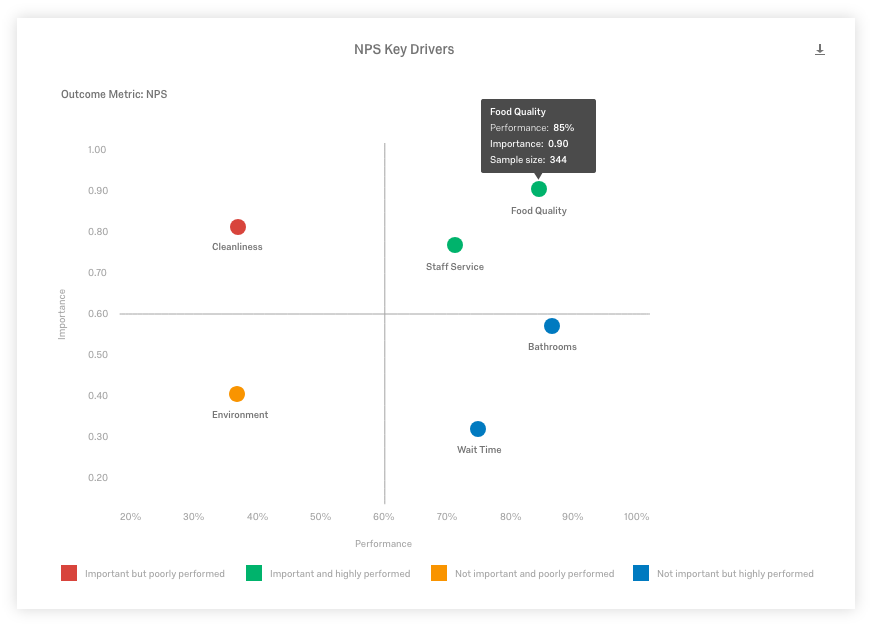 NPS Key Drivers
Outcome Metric: NPS
Food Quality
Performance: 85%
Importance: 0.90
Sample size: 344
1.00
0.90
0.80
0.70
0.60
0.50
0.40
0.30
0.20
Importance
Food Quality
Cleanliness
Staff Service
Bathrooms
Environment
Wait Time
20% 30% 40% 50% 60% 70% 80% 90% 100%
Performance
Important but poorly performed
Important and highly performed
Not important and poorly performed
Not important but highly performed